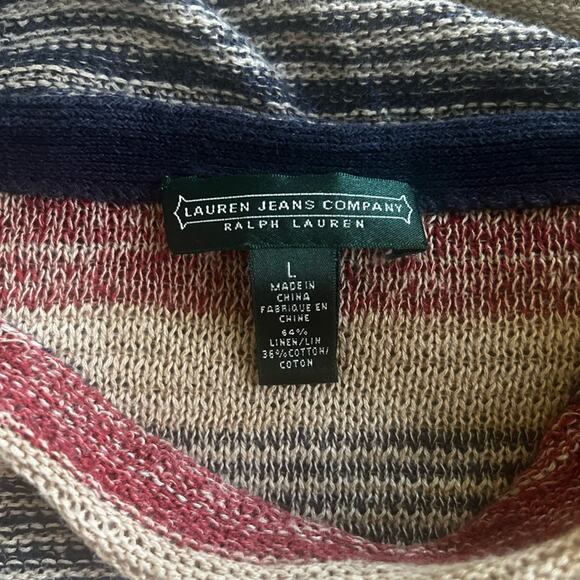 LAUREN JEANS COMPANY
RALPH LAUREN
L
MADE IN
CHINA
FABRIQUE EN
CHINE
64%
LINEN/LIN
36%COTTON/
COTON